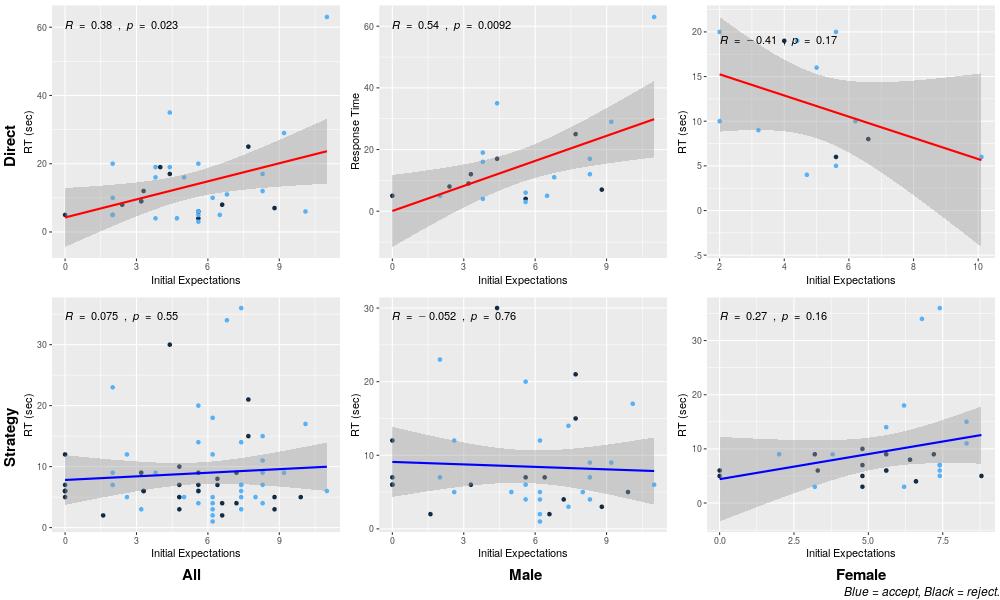 R = 0.38 , p = 0.023
R = 0.54 , p = 0.0092
R = −0.41 , p = 0.17
Direct
RT (sec)
Response Time
RT (sec)
60
40
20
0
60
40
20
0
20
15
10
5
0
-5
0 3 6 9
0 3 6 9
2 4 6 8 10
Initial Expectations
Initial Expectations
Initial Expectations
R = 0.075 , p = 0.55
R = −0.052 , p = 0.76
R = 0.27 , p = 0.16
Strategy
RT (sec)
RT (sec)
RT (sec)
30
20
10
0
30
20
10
0
30
20
10
0
0 3 6 9
0 3 6 9
0.0 2.5 5.0 7.5
Initial Expectations
Initial Expectations
Initial Expectations
All
Male
Female
Blue = accept, Black = reject.